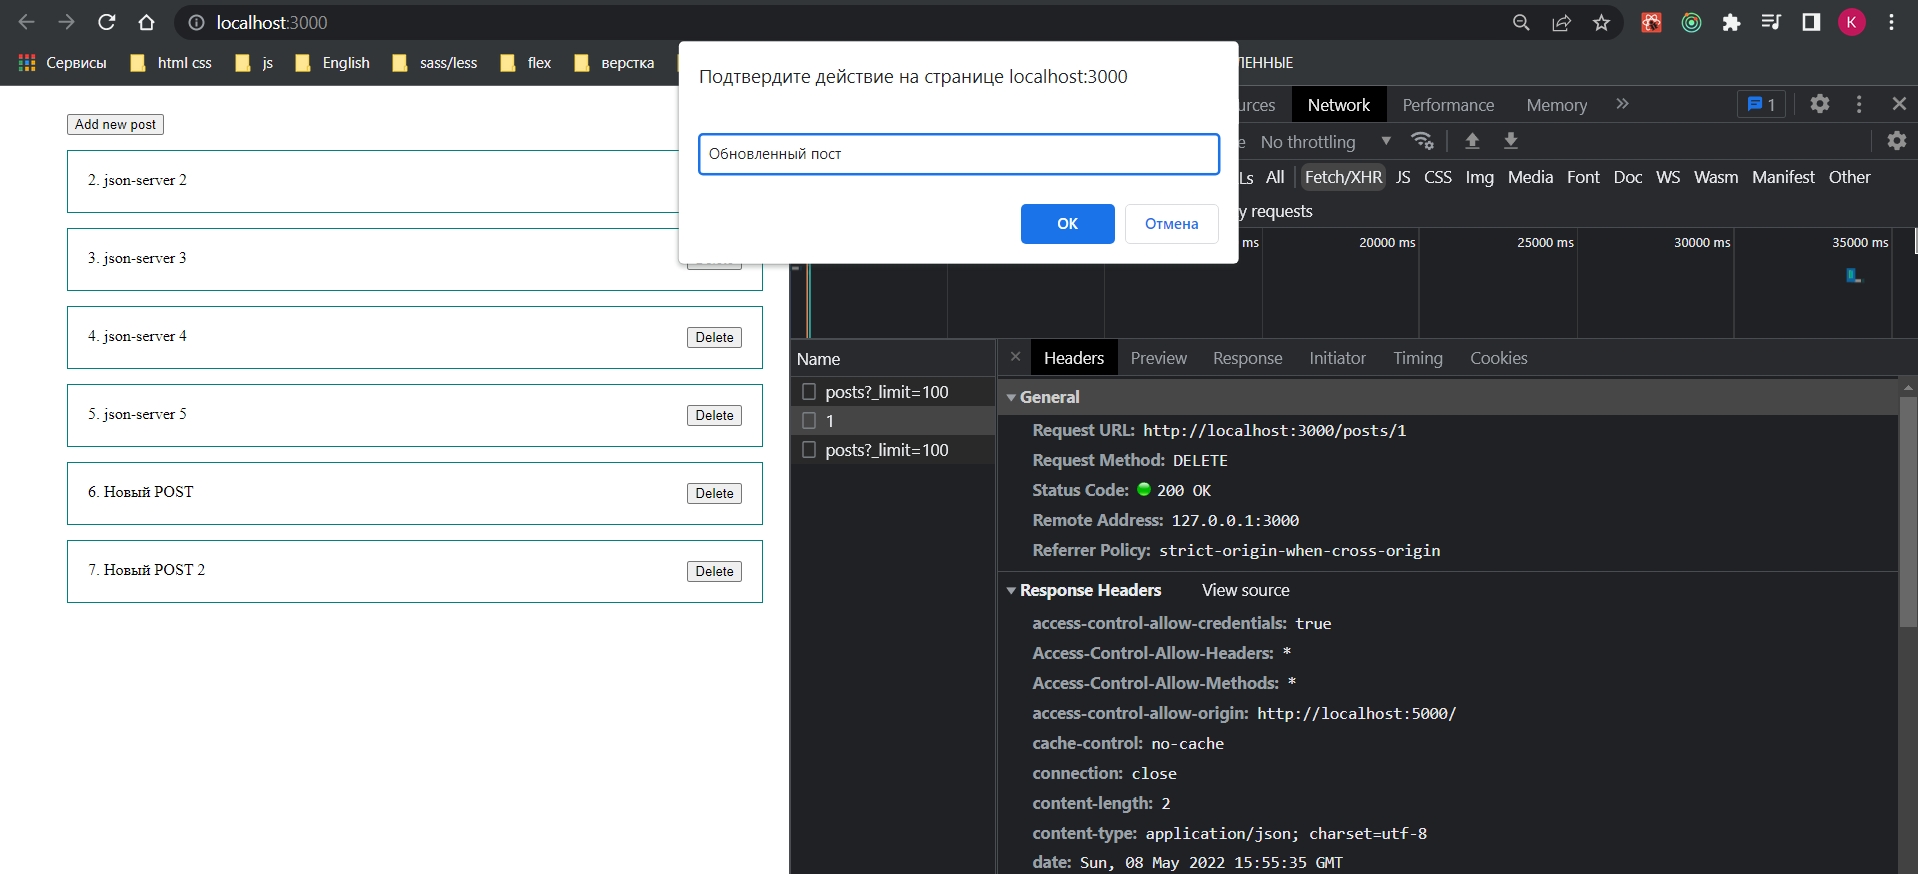 localhost:3000
K
Сервисы
html css
js
English
sass/less
flex
верстка
ЛЕННЫЕ
Подтвердите действие на странице localhost:3000
Обновленный пост
OK
Отмена
Add new post
2. json-server 2
3. json-server 3
4. json-server 4
Delete
5. json-server 5
Delete
6. Новый POST
Delete
7. Новый POST 2
Delete
urces
Network
Performance
Memory
1
e
No throttling
Ls
All
Fetch/XHR
JS
CSS
Img
Media
Font
Doc
WS
Wasm
Manifest
Other
y requests
ms
20000 ms
25000 ms
30000 ms
35000 ms
Name
posts?_limit=100
1
posts?_limit=100
Headers
Preview
Response
Initiator
Timing
Cookies
General
Request URL: http://localhost:3000/posts/1
Request Method: DELETE
Status Code: 200 OK
Remote Address: 127.0.0.1:3000
Referrer Policy: strict-origin-when-cross-origin
Response Headers
View source
access-control-allow-credentials: true
Access-Control-Allow-Headers: *
Access-Control-Allow-Methods: *
access-control-allow-origin: http://localhost:5000/
cache-control: no-cache
connection: close
content-length: 2
content-type: application/json; charset=utf-8
date: Sun, 08 May 2022 15:55:35 GMT